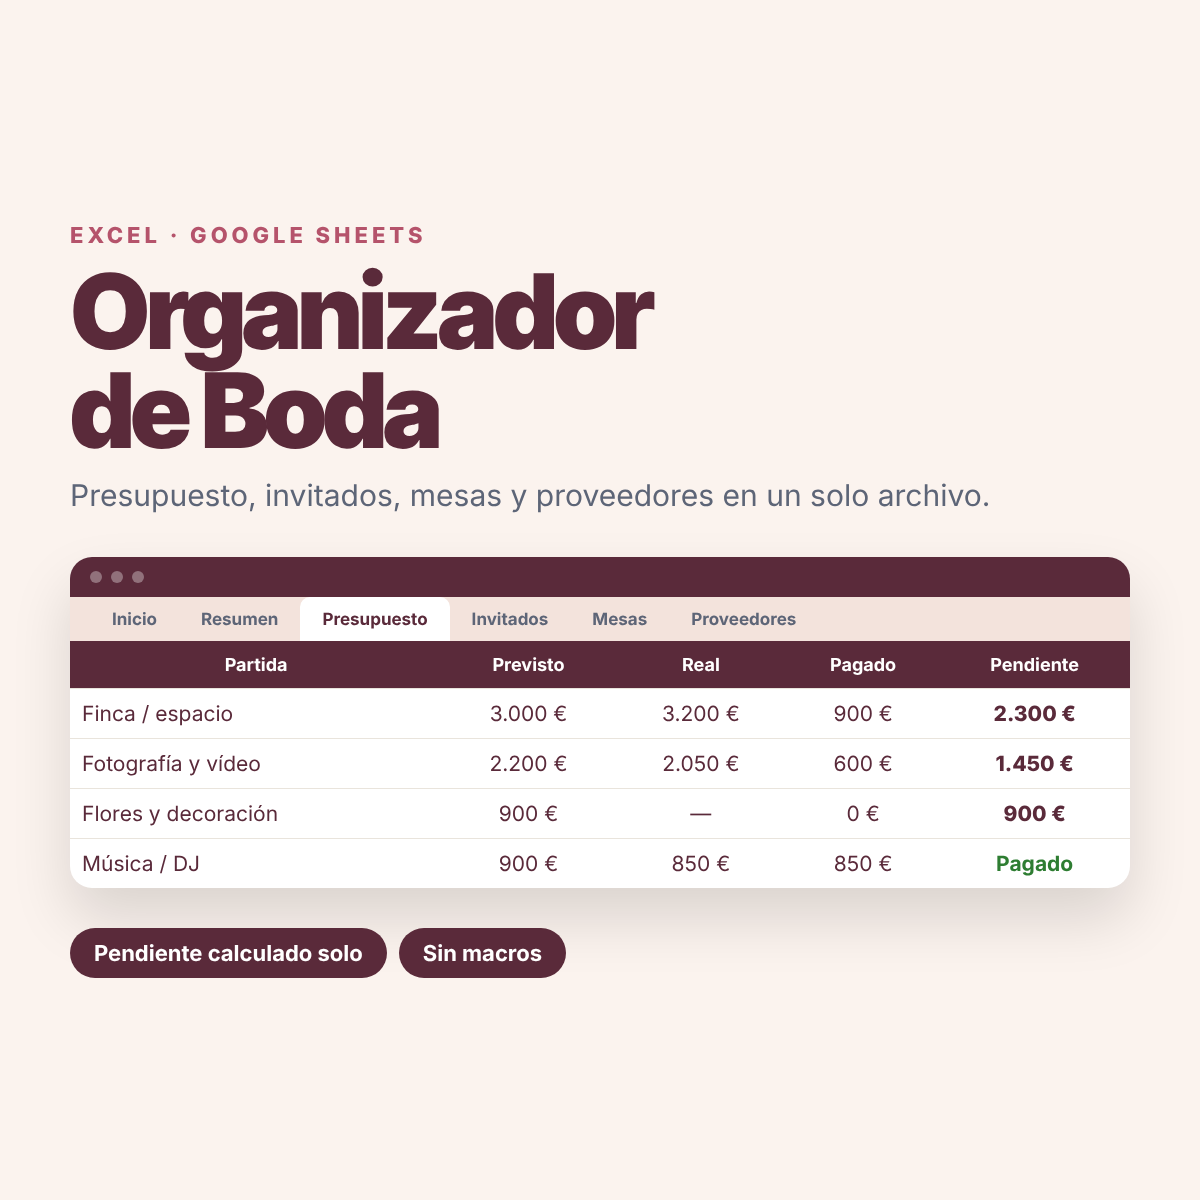 EXCEL · GOOGLE SHEETS
Organizador
de Boda
Presupuesto, invitados, mesas y proveedores en un solo archivo.
Inicio Resumen Presupuesto Invitados Mesas Proveedores
Partida Previsto Real Pagado Pendiente
Finca / espacio 3.000 € 3.200 € 900 € 2.300 €
Fotografía y vídeo 2.200 € 2.050 € 600 € 1.450 €
Flores y decoración 900 € — 0 € 900 €
Música / DJ 900 € 850 € 850 € Pagado
Pendiente calculado solo Sin macros